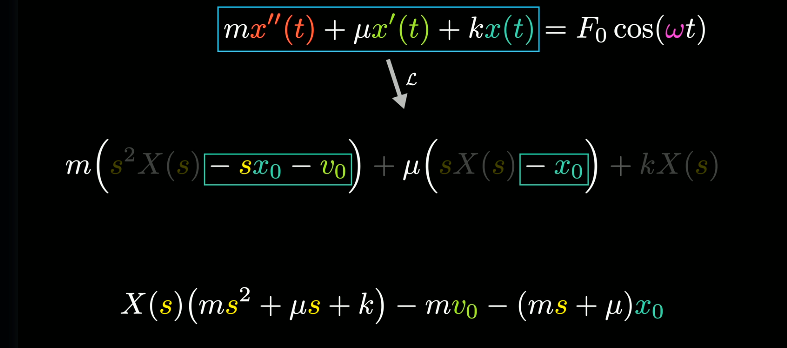 mx″(t) + μx′(t) + kx(t) = F₀ cos(ωt)
ℒ
m(s²X(s) − sx₀ − v₀) + μ(sX(s) − x₀) + kX(s)
X(s)(ms² + μs + k) − mv₀ − (ms + μ)x₀